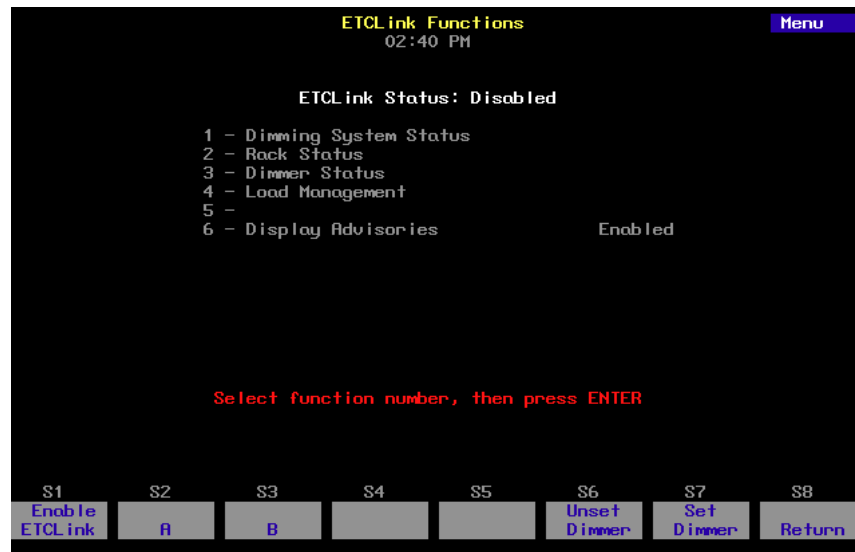 ETCLink Functions Menu
02:40 PM
ETCLink Status: Disabled
1 - Dimming System Status
2 - Rack Status
3 - Dimmer Status
4 - Load Management
5 -
6 - Display Advisories Enabled
Select function number, then press ENTER
S1 S2 S3 S4 S5 S6 S7 S8
Enable Unset Set
ETCLink A B Dimmer Dimmer Return